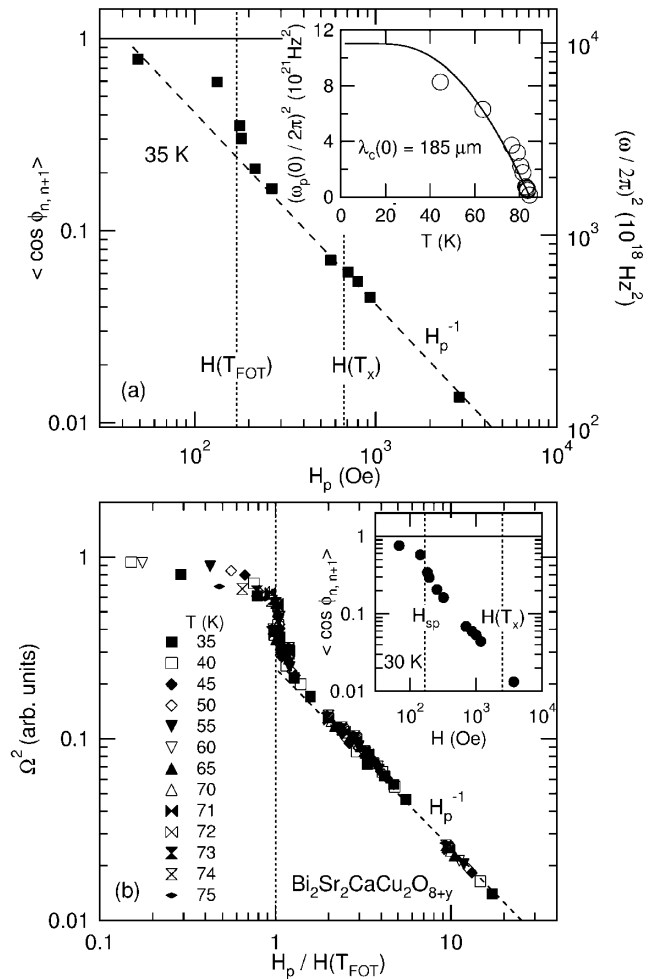 1
0.1
0.01
< cos ϕn, n+1 >
35 K
(a)
H(TFOT)
H(Tx)
Hp-1
10^2
10^3
10^4
Hp (Oe)
10^4
10^3
10^2
(ω / 2π)^2 (10^18 Hz^2)
12
8
4
0
(ωp(0) / 2π)^2 (10^21 Hz^2)
λc(0) = 185 μm
0
20
40
60
80
T (K)
1
0.1
0.01
Ω^2 (arb. units)
T (K)
35
40
45
50
55
60
65
70
71
72
73
74
75
(b)
Hp-1
Bi2Sr2CaCu2O8+y
0.1
1
10
Hp / H(TFOT)
1
0.1
0.01
< cos ϕn, n+1 >
Hsp
H(Tx)
30 K
10^2
10^3
10^4
H (Oe)